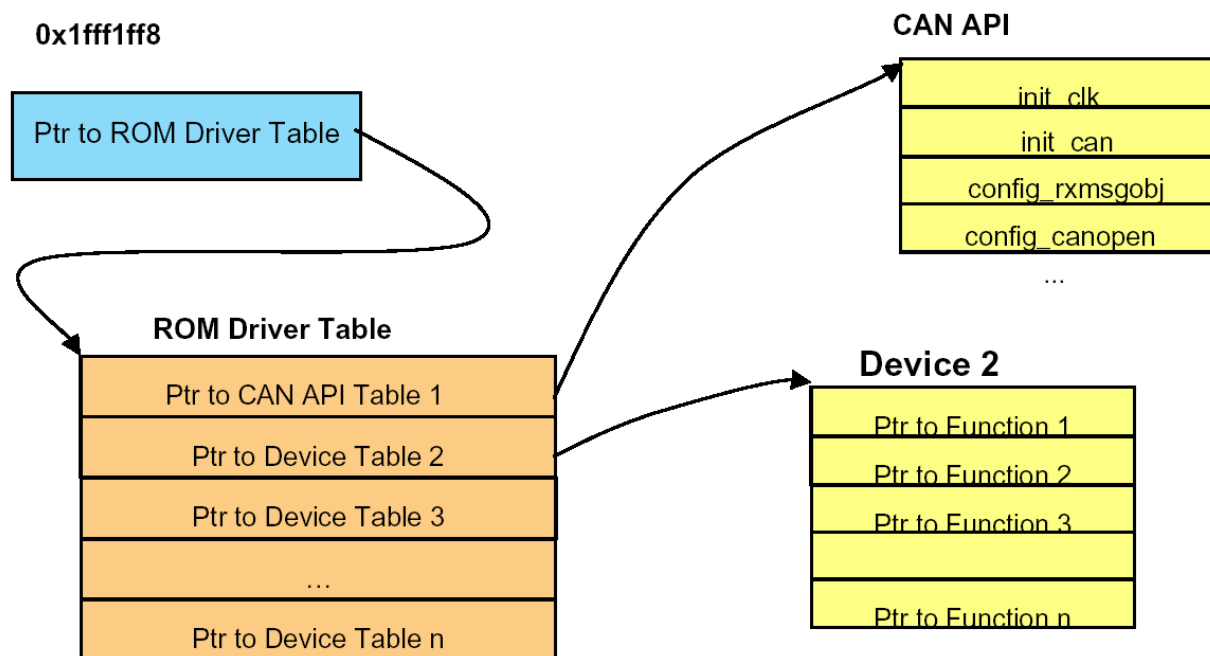 0x1fff1ff8
Ptr to ROM Driver Table
ROM Driver Table
Ptr to CAN API Table 1
Ptr to Device Table 2
Ptr to Device Table 3
…
Ptr to Device Table n
CAN API
init_clk
init_can
config_rxmsgobj
config_canopen
...
Device 2
Ptr to Function 1
Ptr to Function 2
Ptr to Function 3
Ptr to Function n